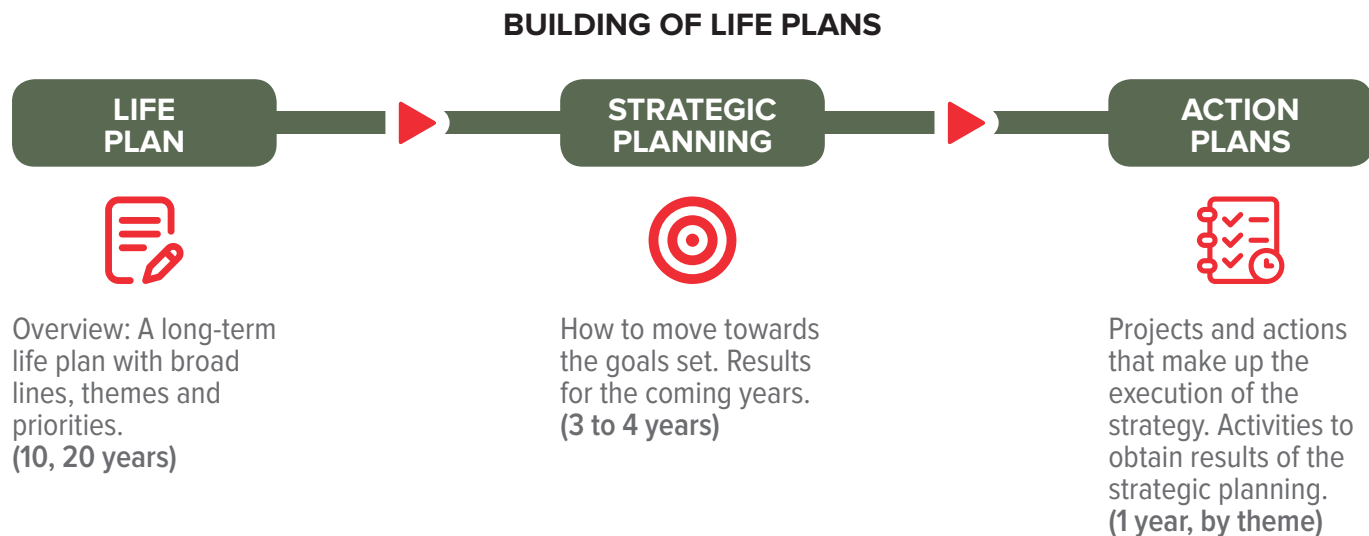 BUILDING OF LIFE PLANS
LIFE
PLAN
STRATEGIC
PLANNING
ACTION
PLANS
Overview: A long-term
life plan with broad
lines, themes and
priorities.
(10, 20 years)
How to move towards
the goals set. Results
for the coming years.
(3 to 4 years)
Projects and actions
that make up the
execution of the
strategy. Activities to
obtain results of the
strategic planning.
(1 year, by theme)